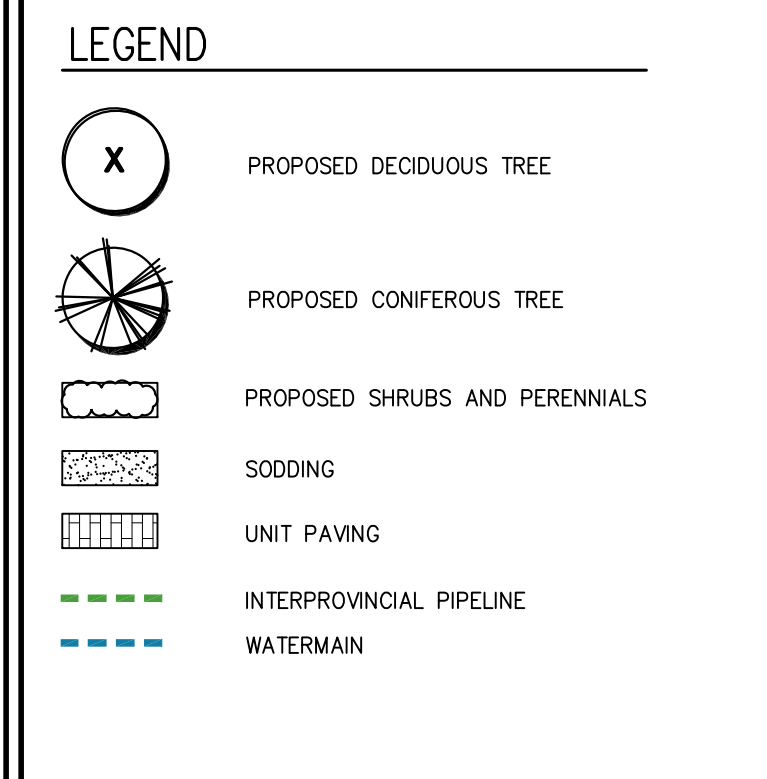 LEGEND
X
PROPOSED DECIDUOUS TREE
PROPOSED CONIFEROUS TREE
PROPOSED SHRUBS AND PERENNIALS
SODDING
UNIT PAVING
INTERPROVINCIAL PIPELINE
WATERMAIN